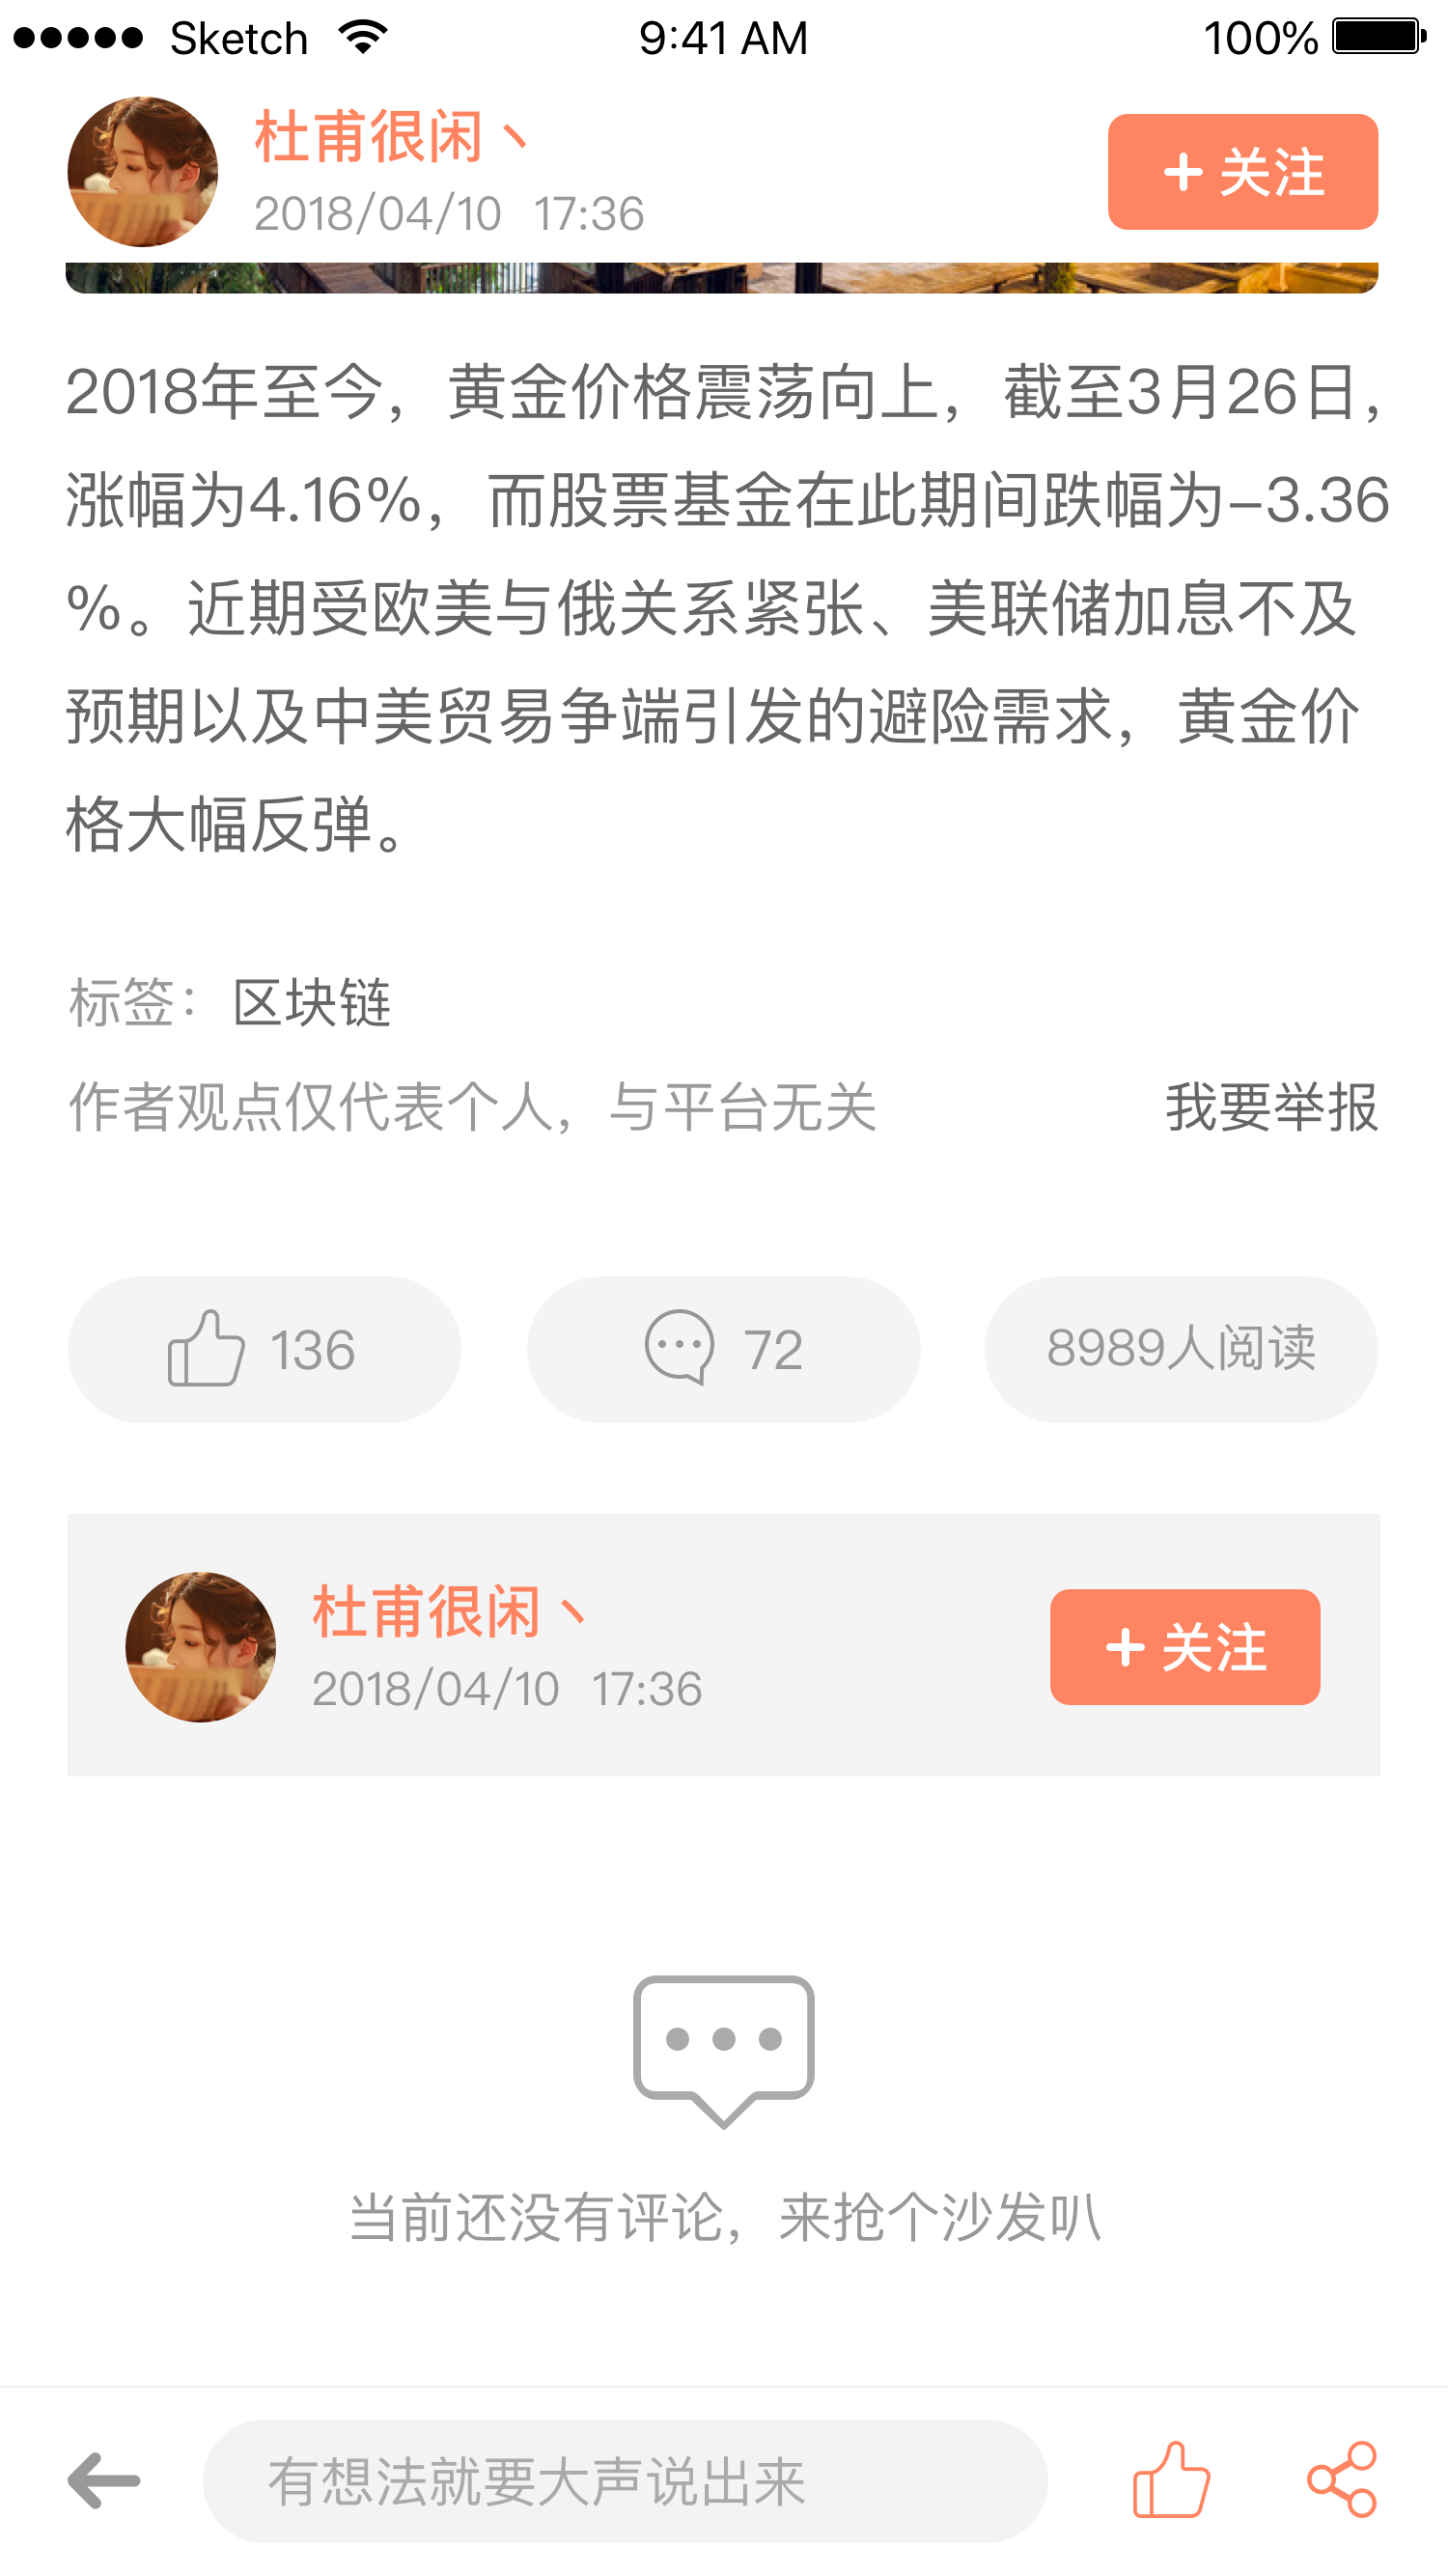 Sketch 9:41 AM 100%
杜甫很闲丶
2018/04/10 17:36
关注
2018年至今，黄金价格震荡向上，截至3月26日，
涨幅为4.16%，而股票基金在此期间跌幅为-3.36
%。近期受欧美与俄关系紧张、美联储加息不及
预期以及中美贸易争端引发的避险需求，黄金价
格大幅反弹。
标签：区块链
作者观点仅代表个人，与平台无关 我要举报
136 72 8989人阅读
杜甫很闲丶
2018/04/10 17:36
关注
当前还没有评论，来抢个沙发叭
有想法就要大声说出来